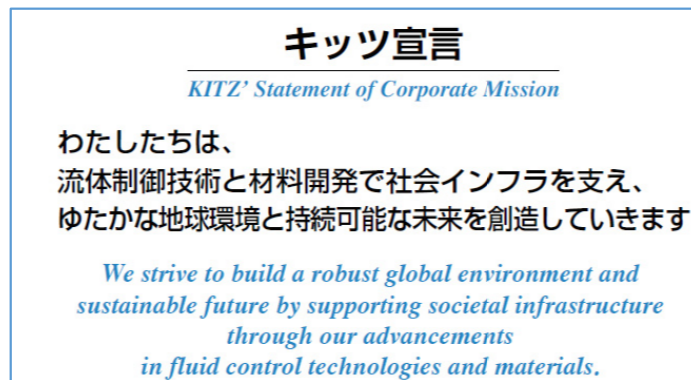 キッツ宣言
KITZ’ Statement of Corporate Mission
わたしたちは、
流体制御技術と材料開発で社会インフラを支え、
ゆたかな地球環境と持続可能な未来を創造していきます
We strive to build a robust global environment and
sustainable future by supporting societal infrastructure
through our advancements
in fluid control technologies and materials.